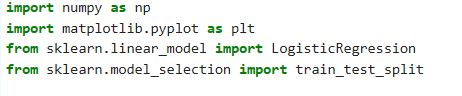 import numpy as np
import matplotlib.pyplot as plt
from sklearn.linear_model import LogisticRegression
from sklearn.model_selection import train_test_split